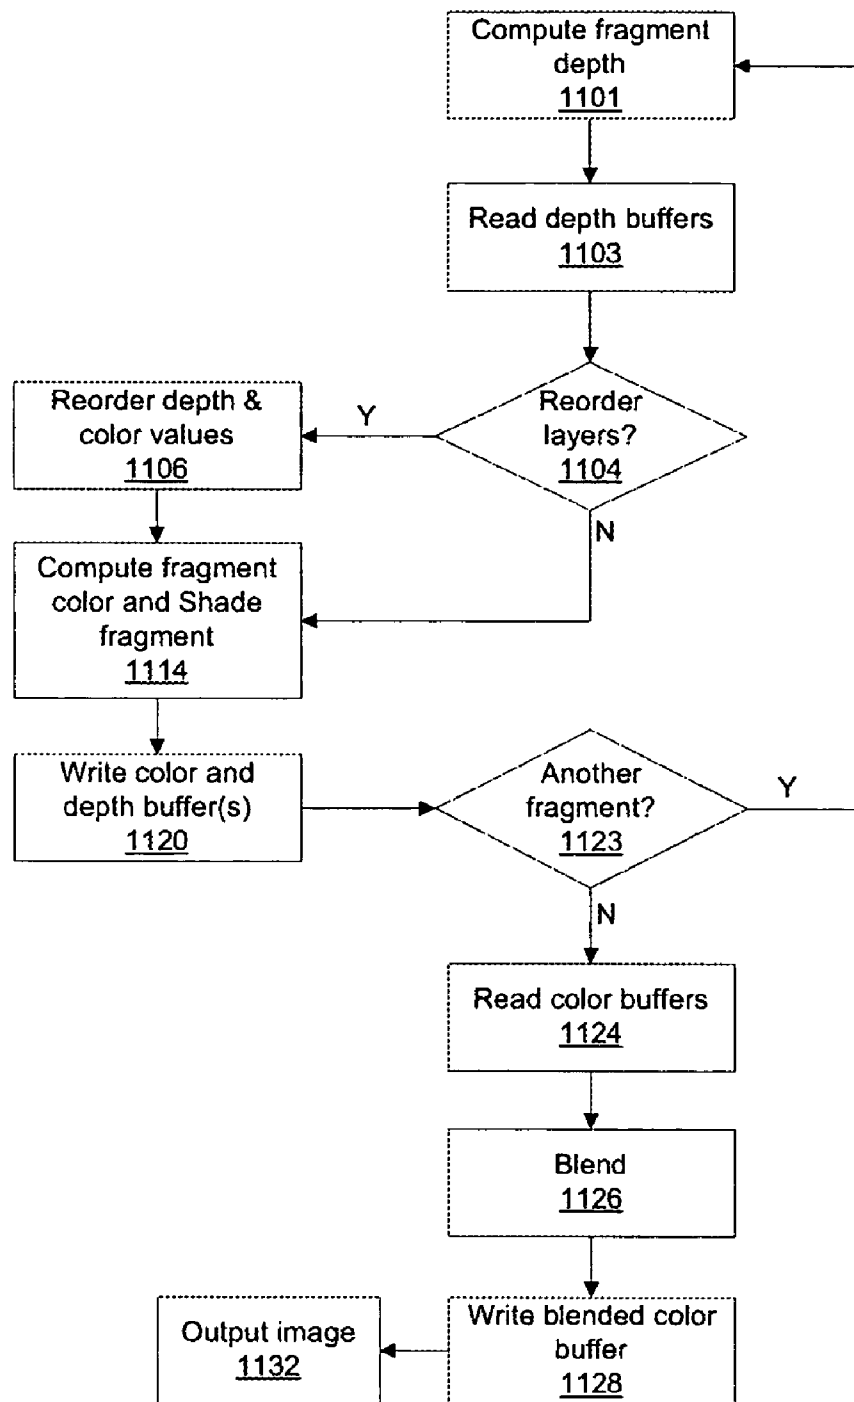 Compute fragment
depth
1101
Read depth buffers
1103
Reorder
layers?
1104
Y
N
Reorder depth &
color values
1106
Compute fragment
color and Shade
fragment
1114
Write color and
depth buffer(s)
1120
Another
fragment?
1123
Y
N
Read color buffers
1124
Blend
1126
Write blended color
buffer
1128
Output image
1132